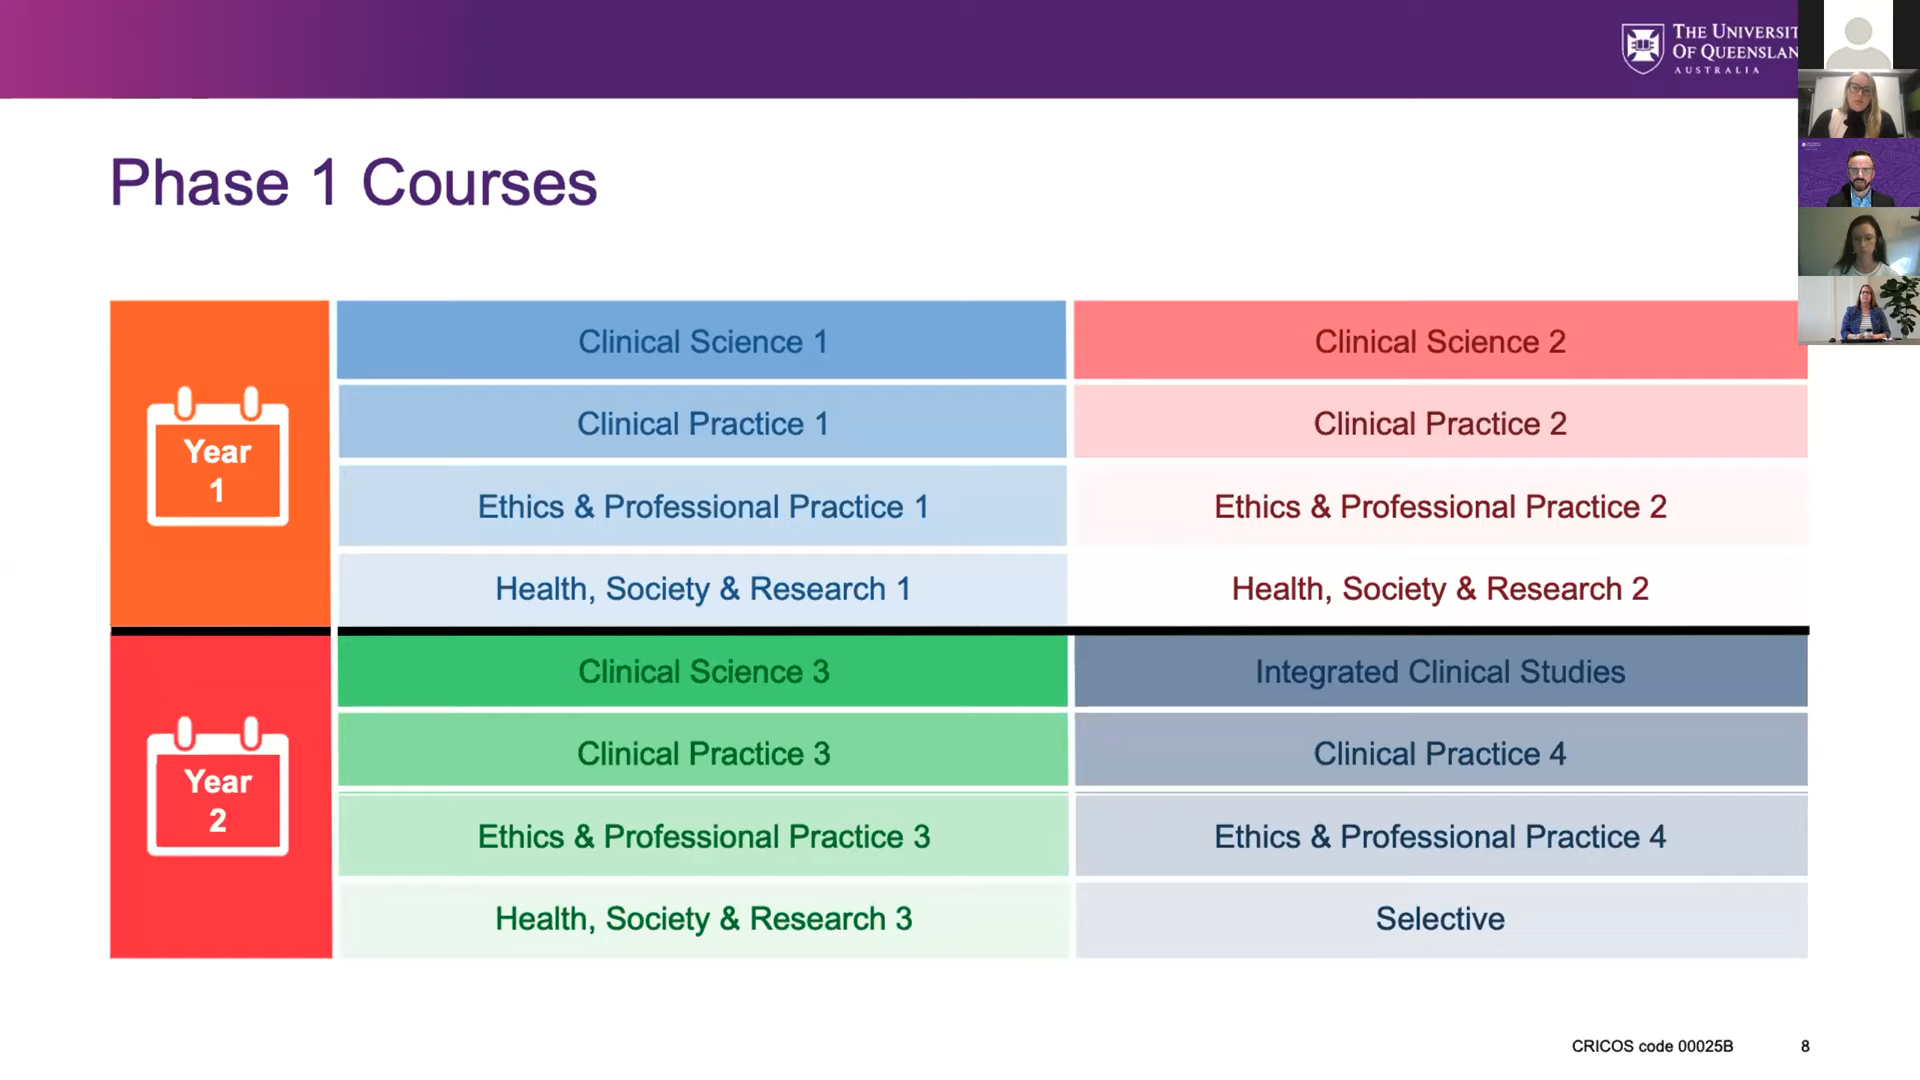 THE UNIVERSIT
OF QUEENSLAN
AUSTRALIA
Phase 1 Courses
Year
1
Clinical Science 1
Clinical Science 2
Clinical Practice 1
Clinical Practice 2
Ethics & Professional Practice 1
Ethics & Professional Practice 2
Health, Society & Research 1
Health, Society & Research 2
Year
2
Clinical Science 3
Integrated Clinical Studies
Clinical Practice 3
Clinical Practice 4
Ethics & Professional Practice 3
Ethics & Professional Practice 4
Health, Society & Research 3
Selective
CRICOS code 00025B
8